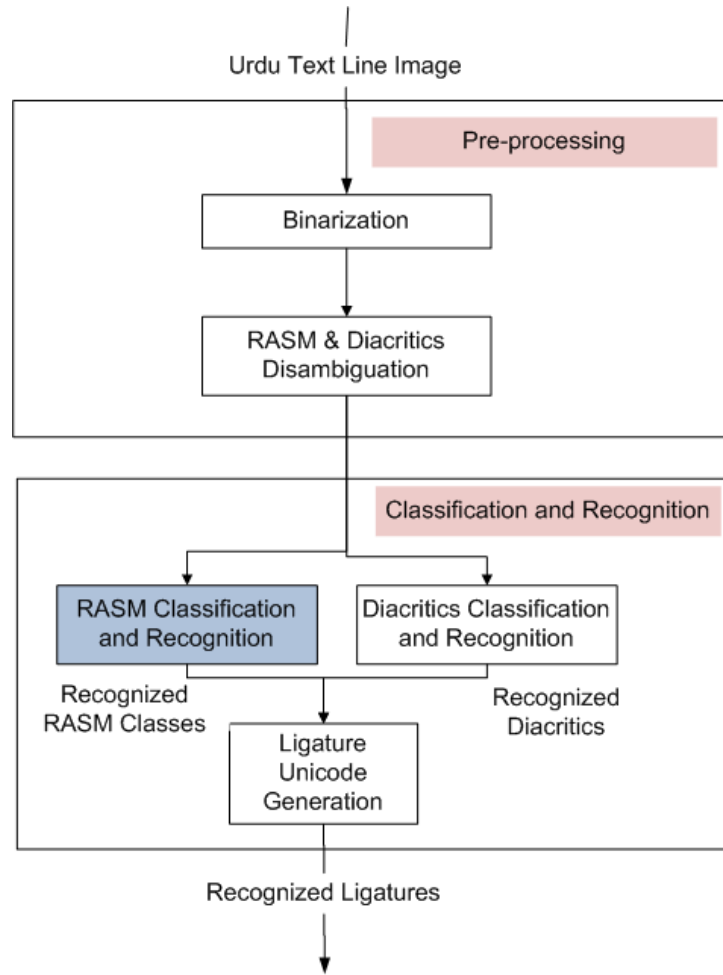 Urdu Text Line Image
Pre-processing
Binarization
RASM & Diacritics
Disambiguation
Classification and Recognition
RASM Classification
and Recognition
Diacritics Classification
and Recognition
Recognized
RASM Classes
Recognized
Diacritics
Ligature
Unicode
Generation
Recognized Ligatures